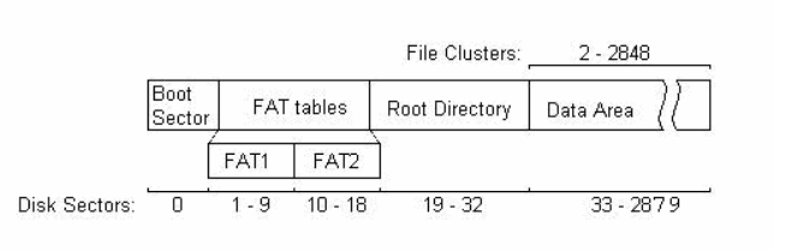 File Clusters: 2 - 2848
Boot Sector
FAT tables
Root Directory
Data Area
FAT1
FAT2
Disk Sectors: 0 1 - 9 10 - 18 19 - 32 33 - 2879